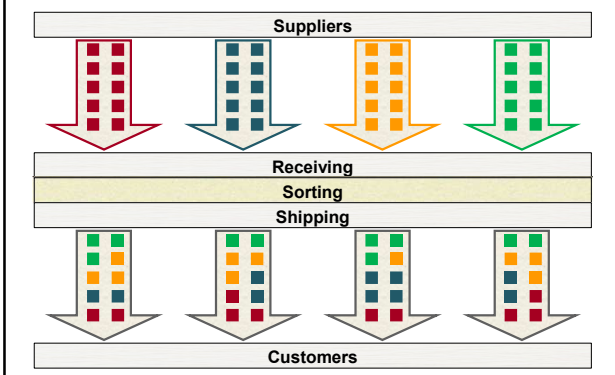 Suppliers
Receiving
Sorting
Shipping
Customers